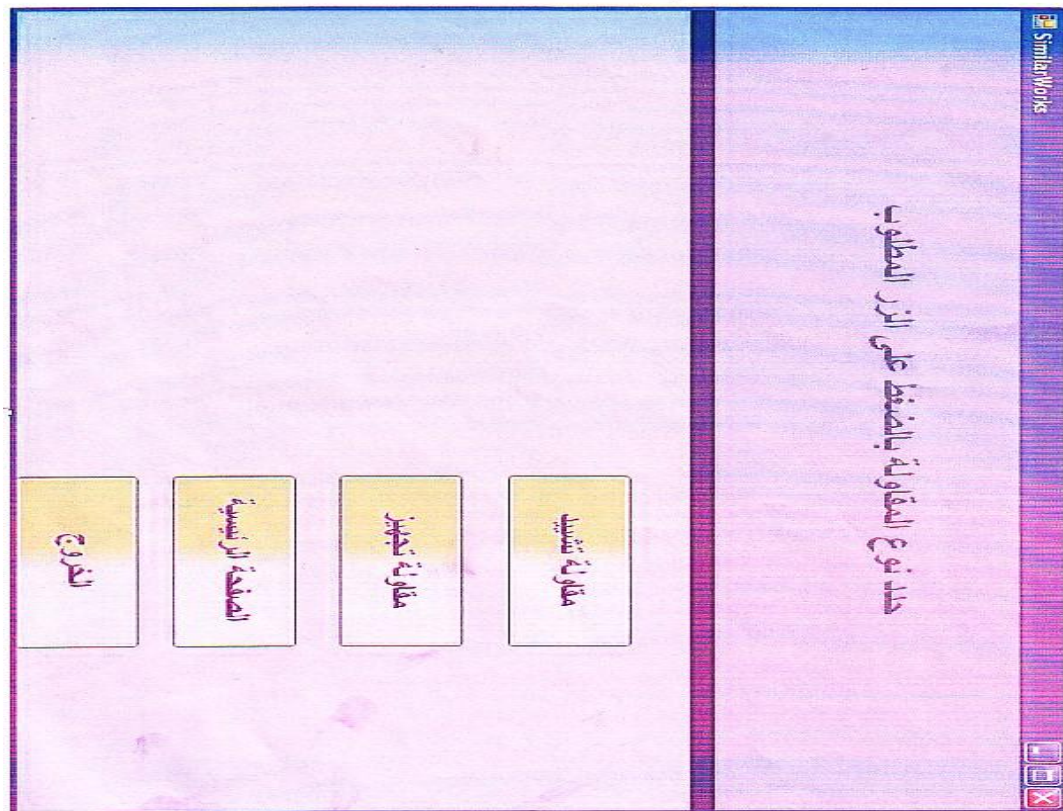 SimilarWorks
حدد نوع المقاولة بالضغط على الزر المطلوب
مقاولة تشييد
مقاولة تجهيز
الصفحة الرئيسية
الخروج